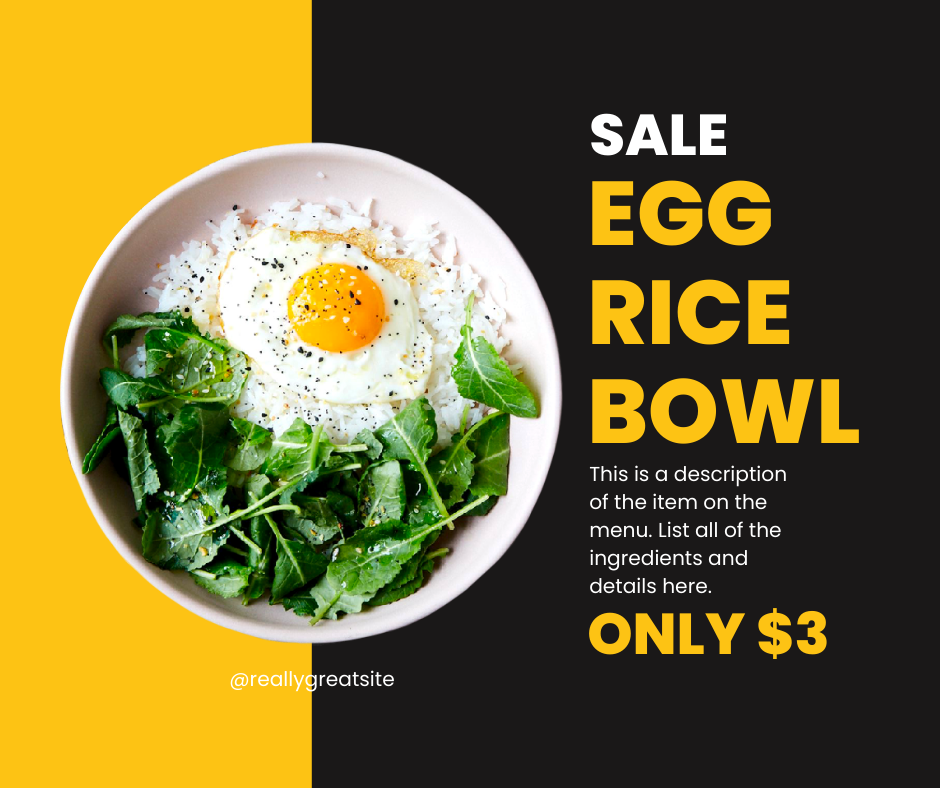 SALE
EGG
RICE
BOWL
This is a description
of the item on the
menu. List all of the
ingredients and
details here.
ONLY $3
@reallygreatsite